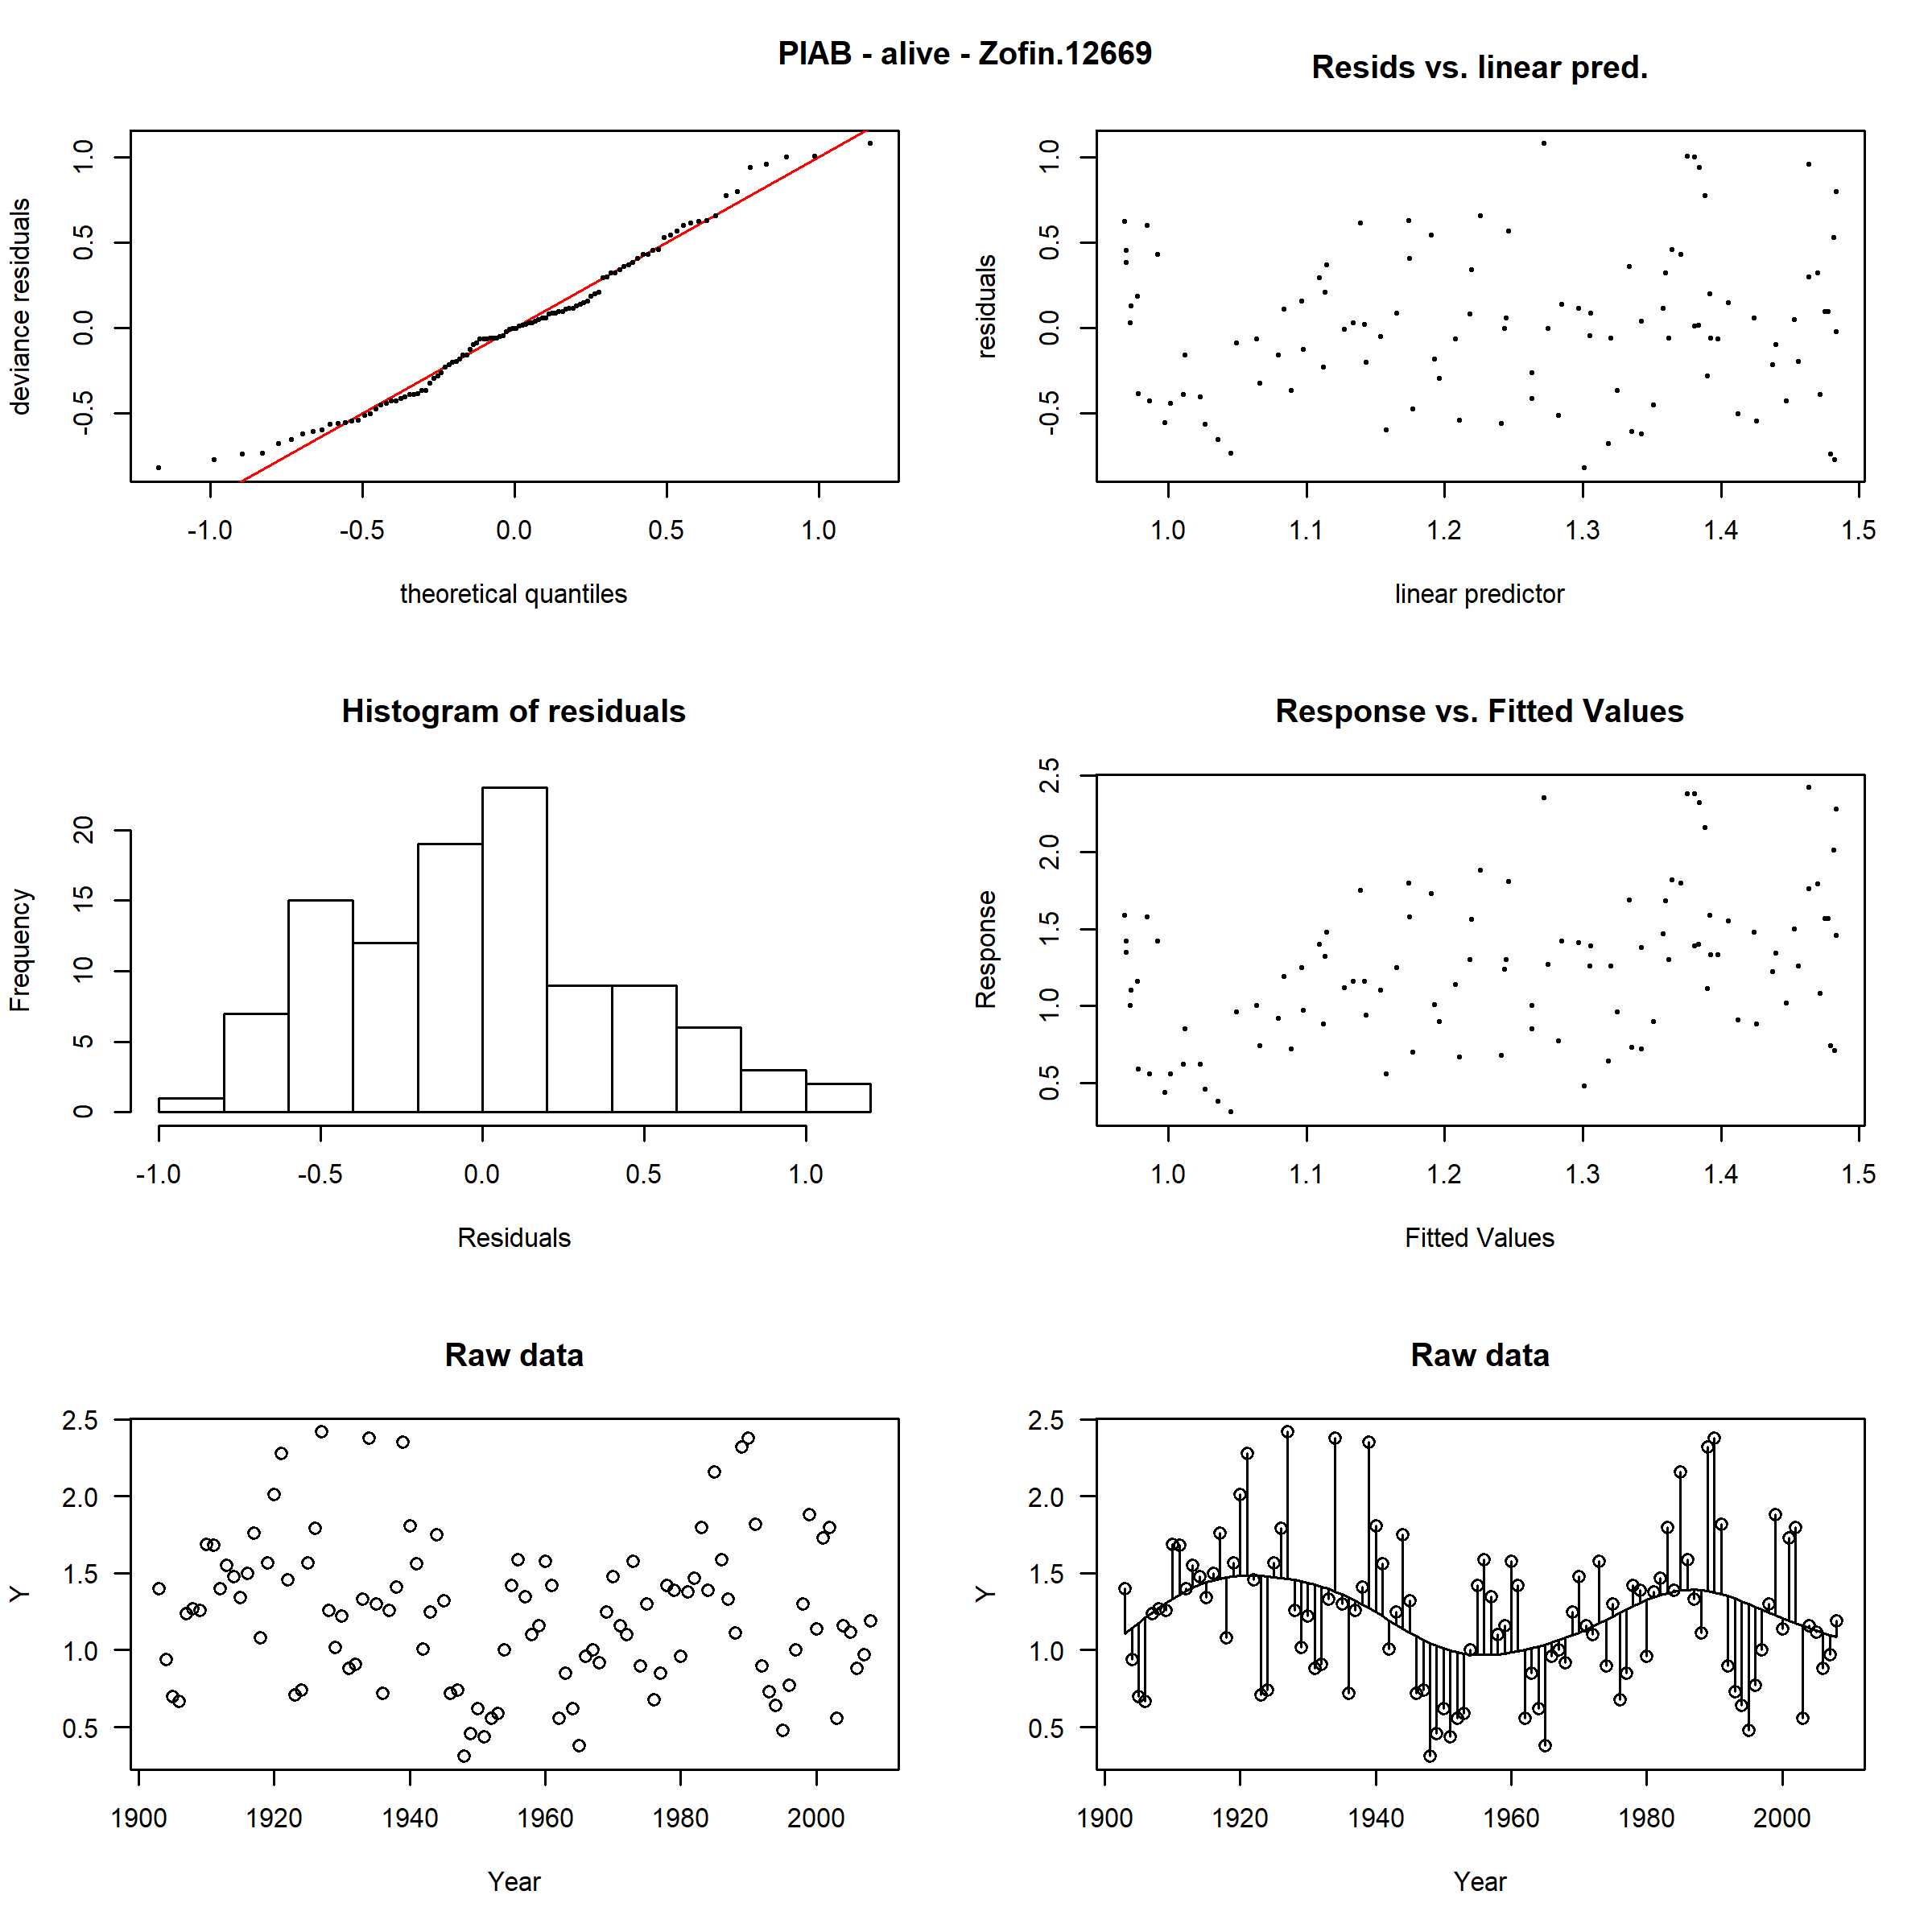 PIAB - alive - Zofin.12669
Resids vs. linear pred.
deviance residuals
1.0
0.5
0.0
-0.5
-1.0 -0.5 0.0 0.5 1.0
theoretical quantiles
residuals
1.0
0.5
0.0
-0.5
1.0 1.1 1.2 1.3 1.4 1.5
linear predictor
Histogram of residuals
Frequency
20
15
10
5
0
-1.0 -0.5 0.0 0.5 1.0
Residuals
Response vs. Fitted Values
Response
2.5
2.0
1.5
1.0
0.5
1.0 1.1 1.2 1.3 1.4 1.5
Fitted Values
Raw data
Y
2.5
2.0
1.5
1.0
0.5
1900 1920 1940 1960 1980 2000
Year
Raw data
Y
2.5
2.0
1.5
1.0
0.5
1900 1920 1940 1960 1980 2000
Year